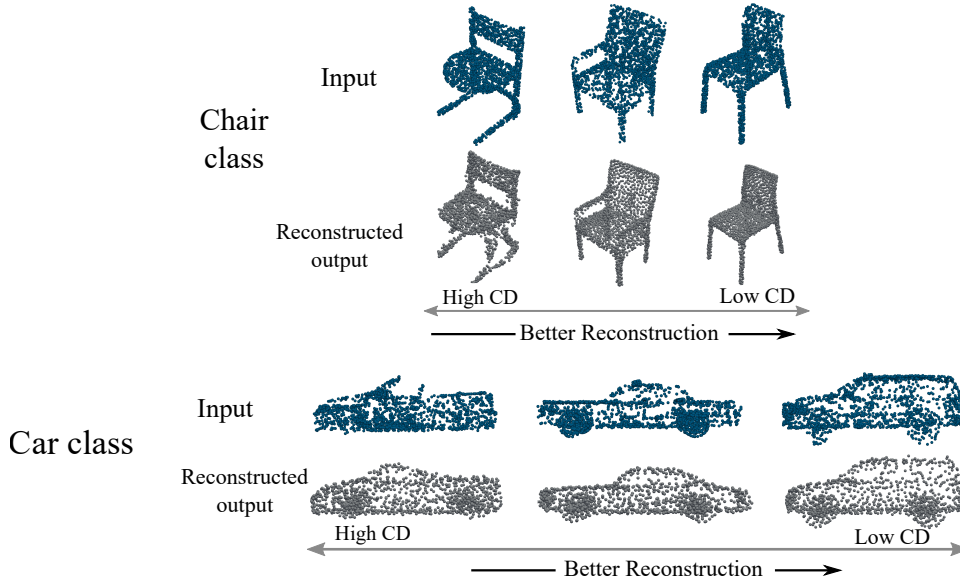 Input
Chair
class
Reconstructed
output
High CD
Low CD
Better Reconstruction
Input
Car class
Reconstructed
output
High CD
Low CD
Better Reconstruction